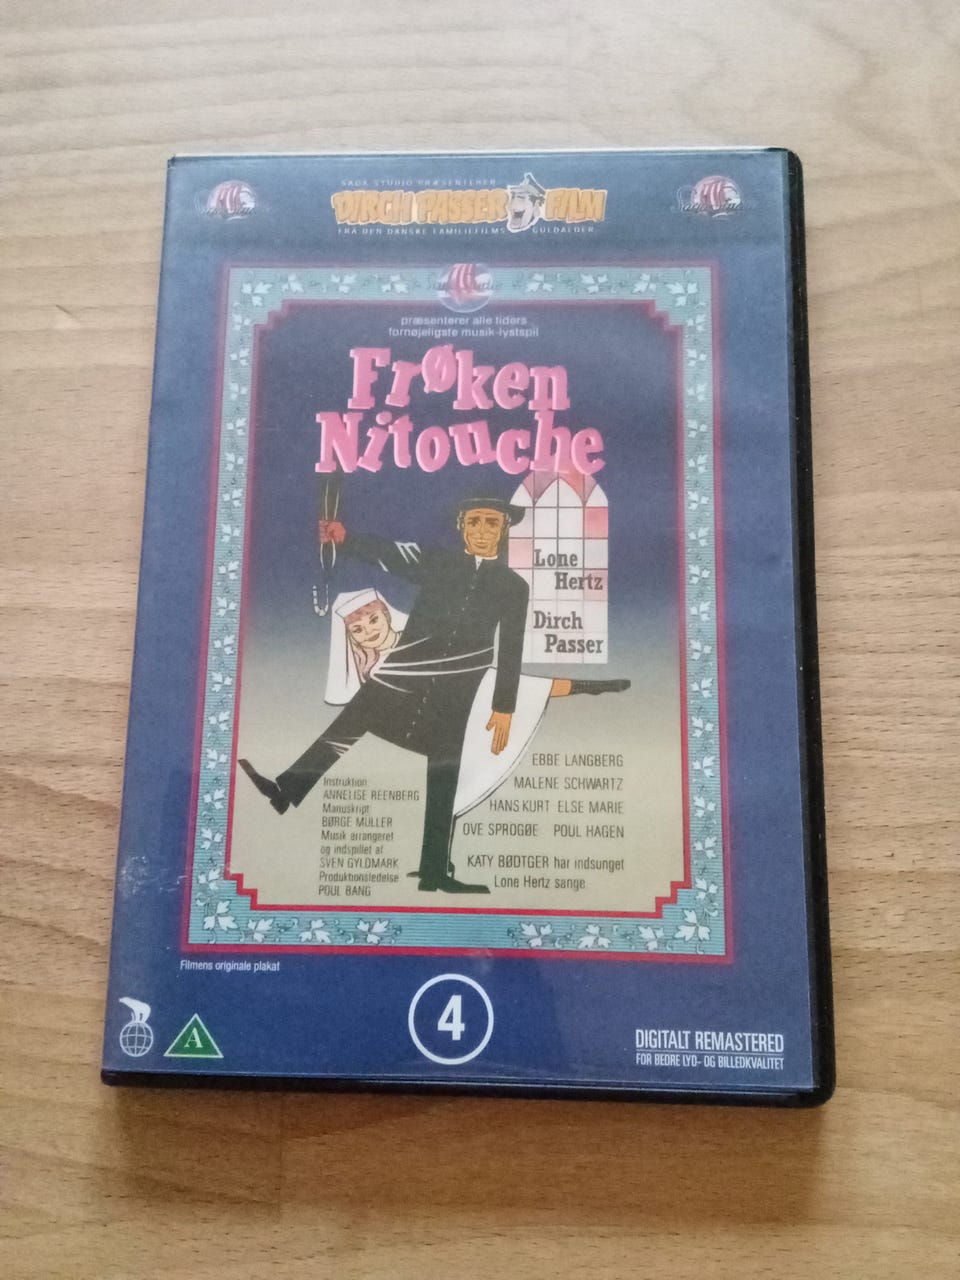 SAGA STUDIO PRÆSENTERER
DIRCH PASSER FILM
FRA DEN DANSKE FAMILIEFILMS GULDALDER
præsenterer alle tiders
fornøjeligste musik-lystspil
Frøken
Nitouche
Lone
Hertz
Dirch
Passer
EBBE LANGBERG
MALENE SCHWARTZ
HANS KURT ELSE MARIE
OVE SPROGØE POUL HAGEN
KATY BØDTGER har indsunget
Lone Hertz sange
Instruktion
ANNELISE REENBERG
Manuskript
BØRGE MÜLLER
Musik arrangeret
og indspillet af
SVEN GYLDMARK
Produktionsledelse
POUL BANG
Filmens originale plakat
A
4
DIGITALT REMASTERED
FOR BEDRE LYD- OG BILLEDKVALITET